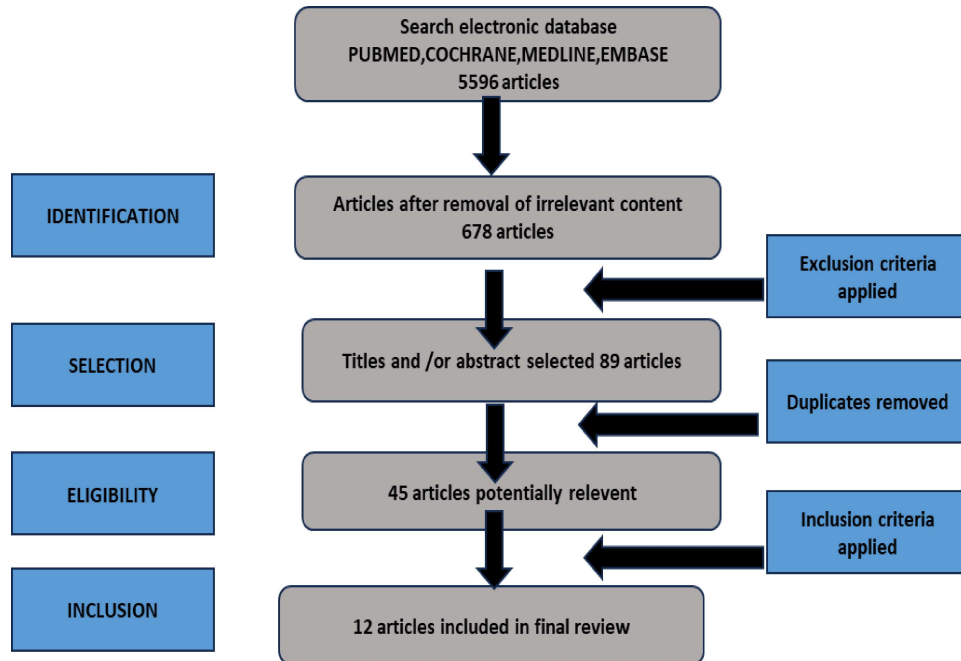 Search electronic database
PUBMED,COCHRANE,MEDLINE,EMBASE
5596 articles
IDENTIFICATION
Articles after removal of irrelevant content
678 articles
Exclusion criteria
applied
SELECTION
Titles and /or abstract selected 89 articles
Duplicates removed
ELIGIBILITY
45 articles potentially relevent
Inclusion criteria
applied
INCLUSION
12 articles included in final review